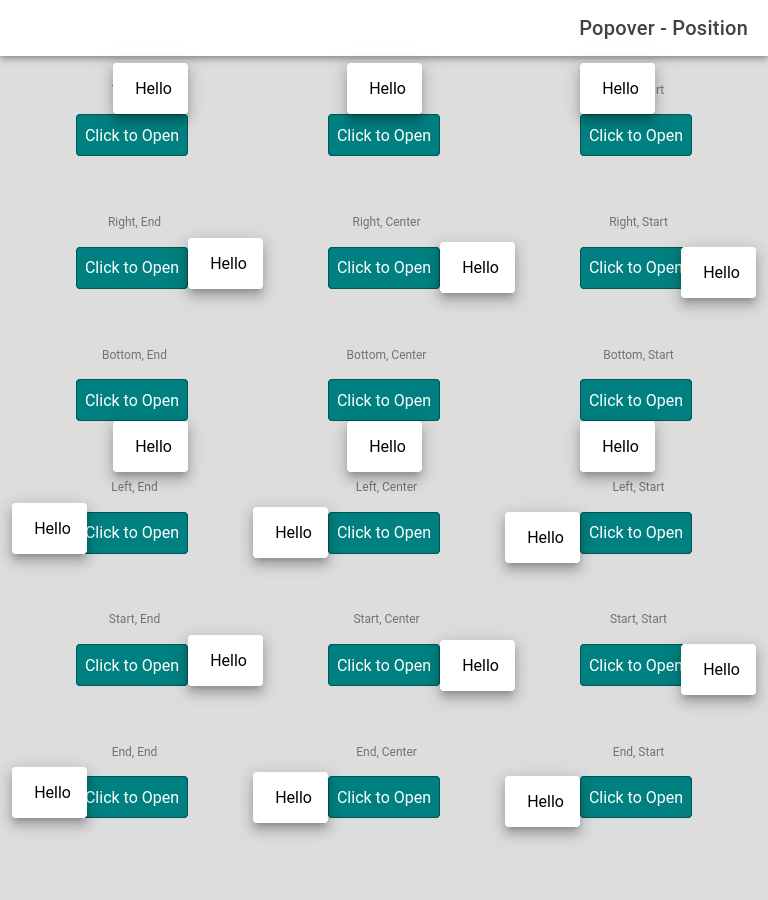 Popover - Position
Hello Hello Hello
Click to Open Click to Open Click to Open
Right, End Right, Center Right, Start
Click to Open Hello Click to Open Hello Click to Open Hello
Bottom, End Bottom, Center Bottom, Start
Click to Open Click to Open Click to Open
Hello Hello Hello
Left, End Left, Center Left, Start
Hello Click to Open Hello Click to Open Hello Click to Open
Start, End Start, Center Start, Start
Click to Open Hello Click to Open Hello Click to Open Hello
End, End End, Center End, Start
Hello Click to Open Hello Click to Open Hello Click to Open